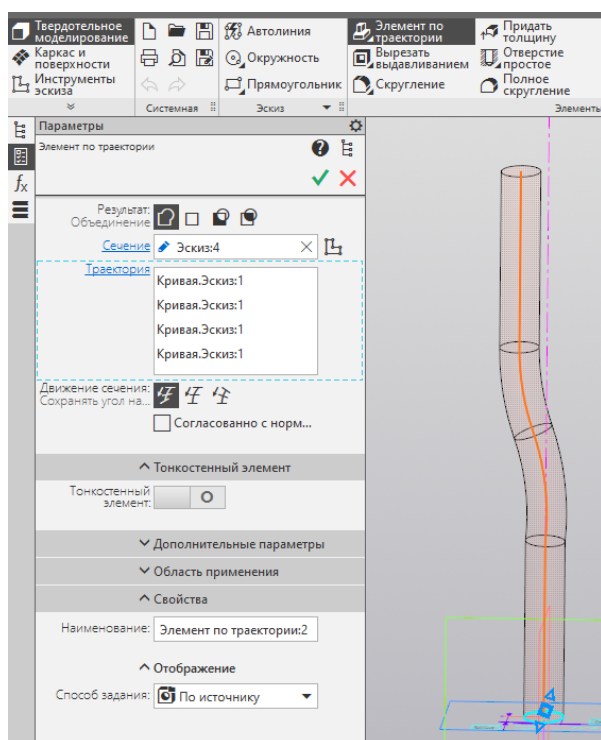 Твердотельное
моделирование
Каркас и
поверхности
Инструменты
эскиза
Системная
Автолиния
Окружность
Прямоугольник
Эскиз
Элемент по
траектории
Вырезать
выдавливанием
Скругление
Придать
толщину
Отверстие
простое
Полное
скругление
Элементы
Параметры
Элемент по траектории
Результат:
Объединение
Сечение
Эскиз:4
Траектория
Кривая.Эскиз:1
Кривая.Эскиз:1
Кривая.Эскиз:1
Кривая.Эскиз:1
Движение сечения:
Сохранять угол на...
Согласованно с норм...
Тонкостенный элемент
Тонкостенный
элемент:
Дополнительные параметры
Область применения
Свойства
Наименование: Элемент по траектории:2
Отображение
Способ задания: По источнику